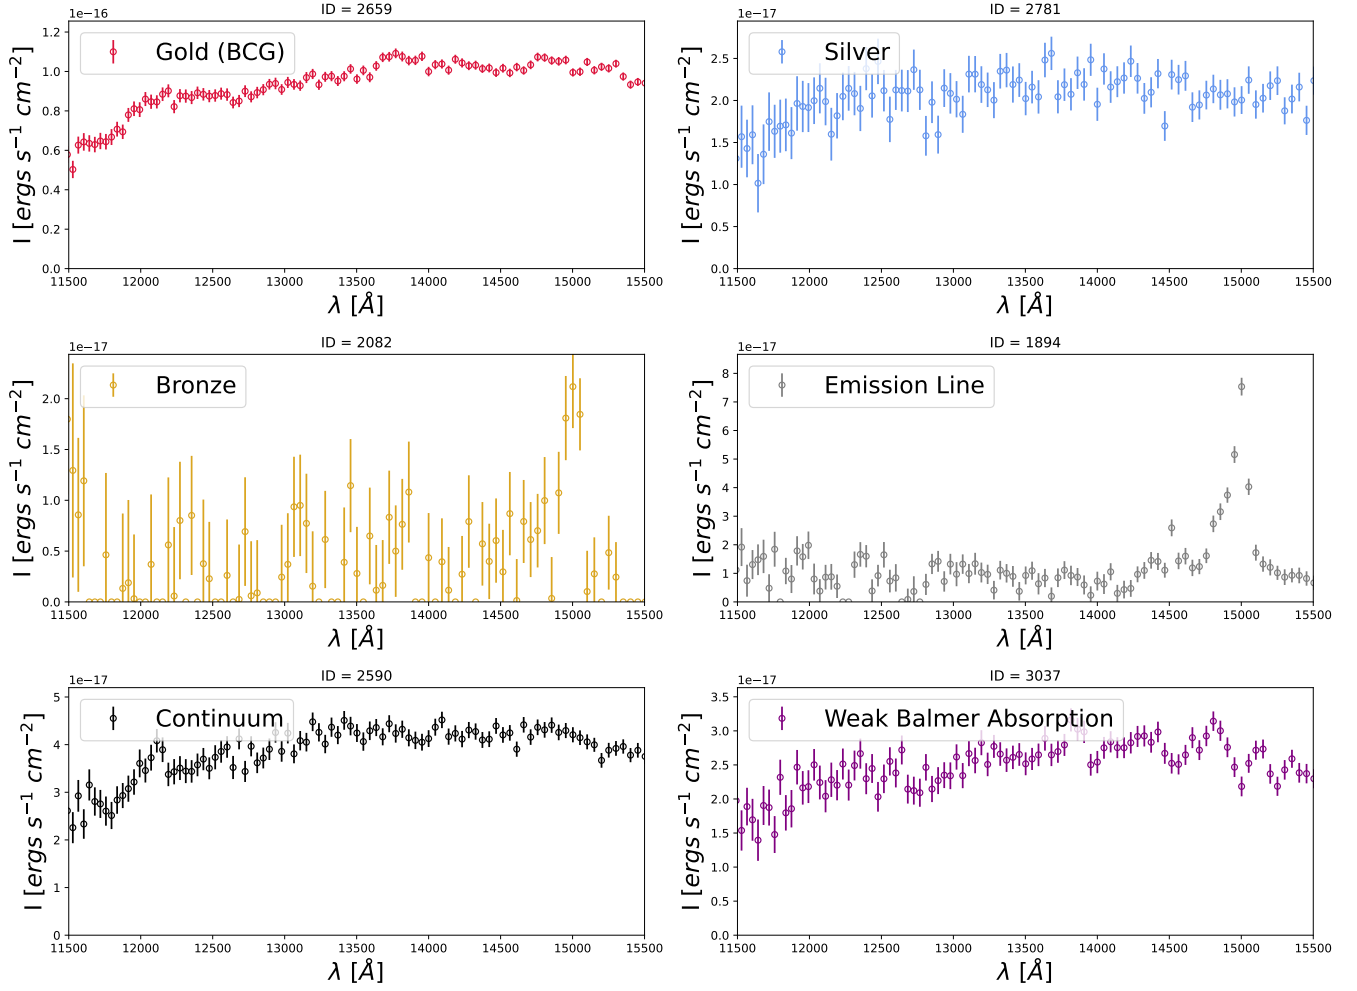 ID = 2659
1e−16
Gold (BCG)
I [ergs s⁻¹ cm⁻²]
1.2
1.0
0.8
0.6
0.4
0.2
0.0
11500 12000 12500 13000 13500 14000 14500 15000 15500
λ [Å]
ID = 2781
1e−17
Silver
I [ergs s⁻¹ cm⁻²]
2.5
2.0
1.5
1.0
0.5
0.0
11500 12000 12500 13000 13500 14000 14500 15000 15500
λ [Å]
ID = 2082
1e−17
Bronze
I [ergs s⁻¹ cm⁻²]
2.0
1.5
1.0
0.5
0.0
11500 12000 12500 13000 13500 14000 14500 15000 15500
λ [Å]
ID = 1894
1e−17
Emission Line
I [ergs s⁻¹ cm⁻²]
8
7
6
5
4
3
2
1
0
11500 12000 12500 13000 13500 14000 14500 15000 15500
λ [Å]
ID = 2590
1e−17
Continuum
I [ergs s⁻¹ cm⁻²]
5
4
3
2
1
0
11500 12000 12500 13000 13500 14000 14500 15000 15500
λ [Å]
ID = 3037
1e−17
Weak Balmer Absorption
I [ergs s⁻¹ cm⁻²]
3.5
3.0
2.5
2.0
1.5
1.0
0.5
0.0
11500 12000 12500 13000 13500 14000 14500 15000 15500
λ [Å]